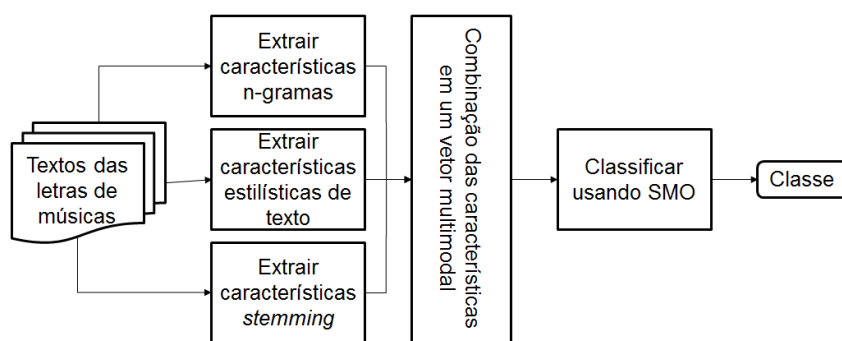 Extrair
características
n-gramas
Textos das
letras de
músicas
Extrair
características
estilísticas de
texto
Extrair
características
stemming
Combinação das características
em um vetor multimodal
Classificar
usando SMO
Classe